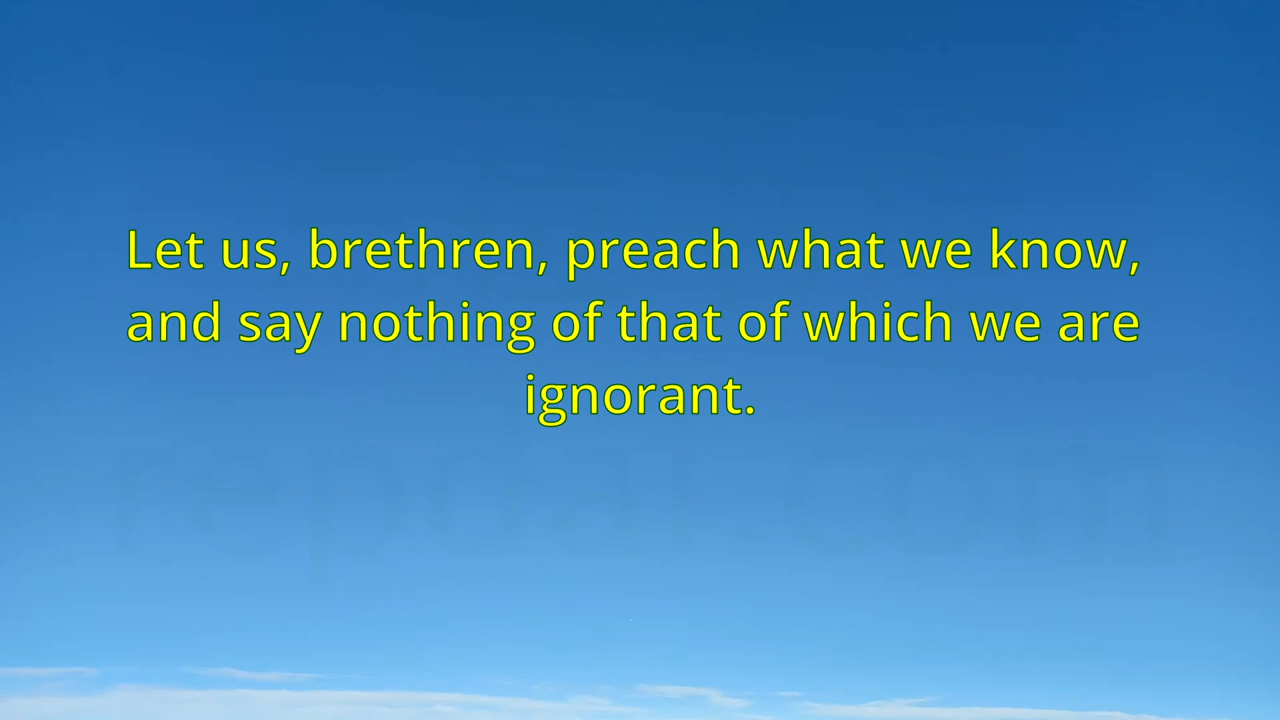 Let us, brethren, preach what we know,
and say nothing of that of which we are
ignorant.